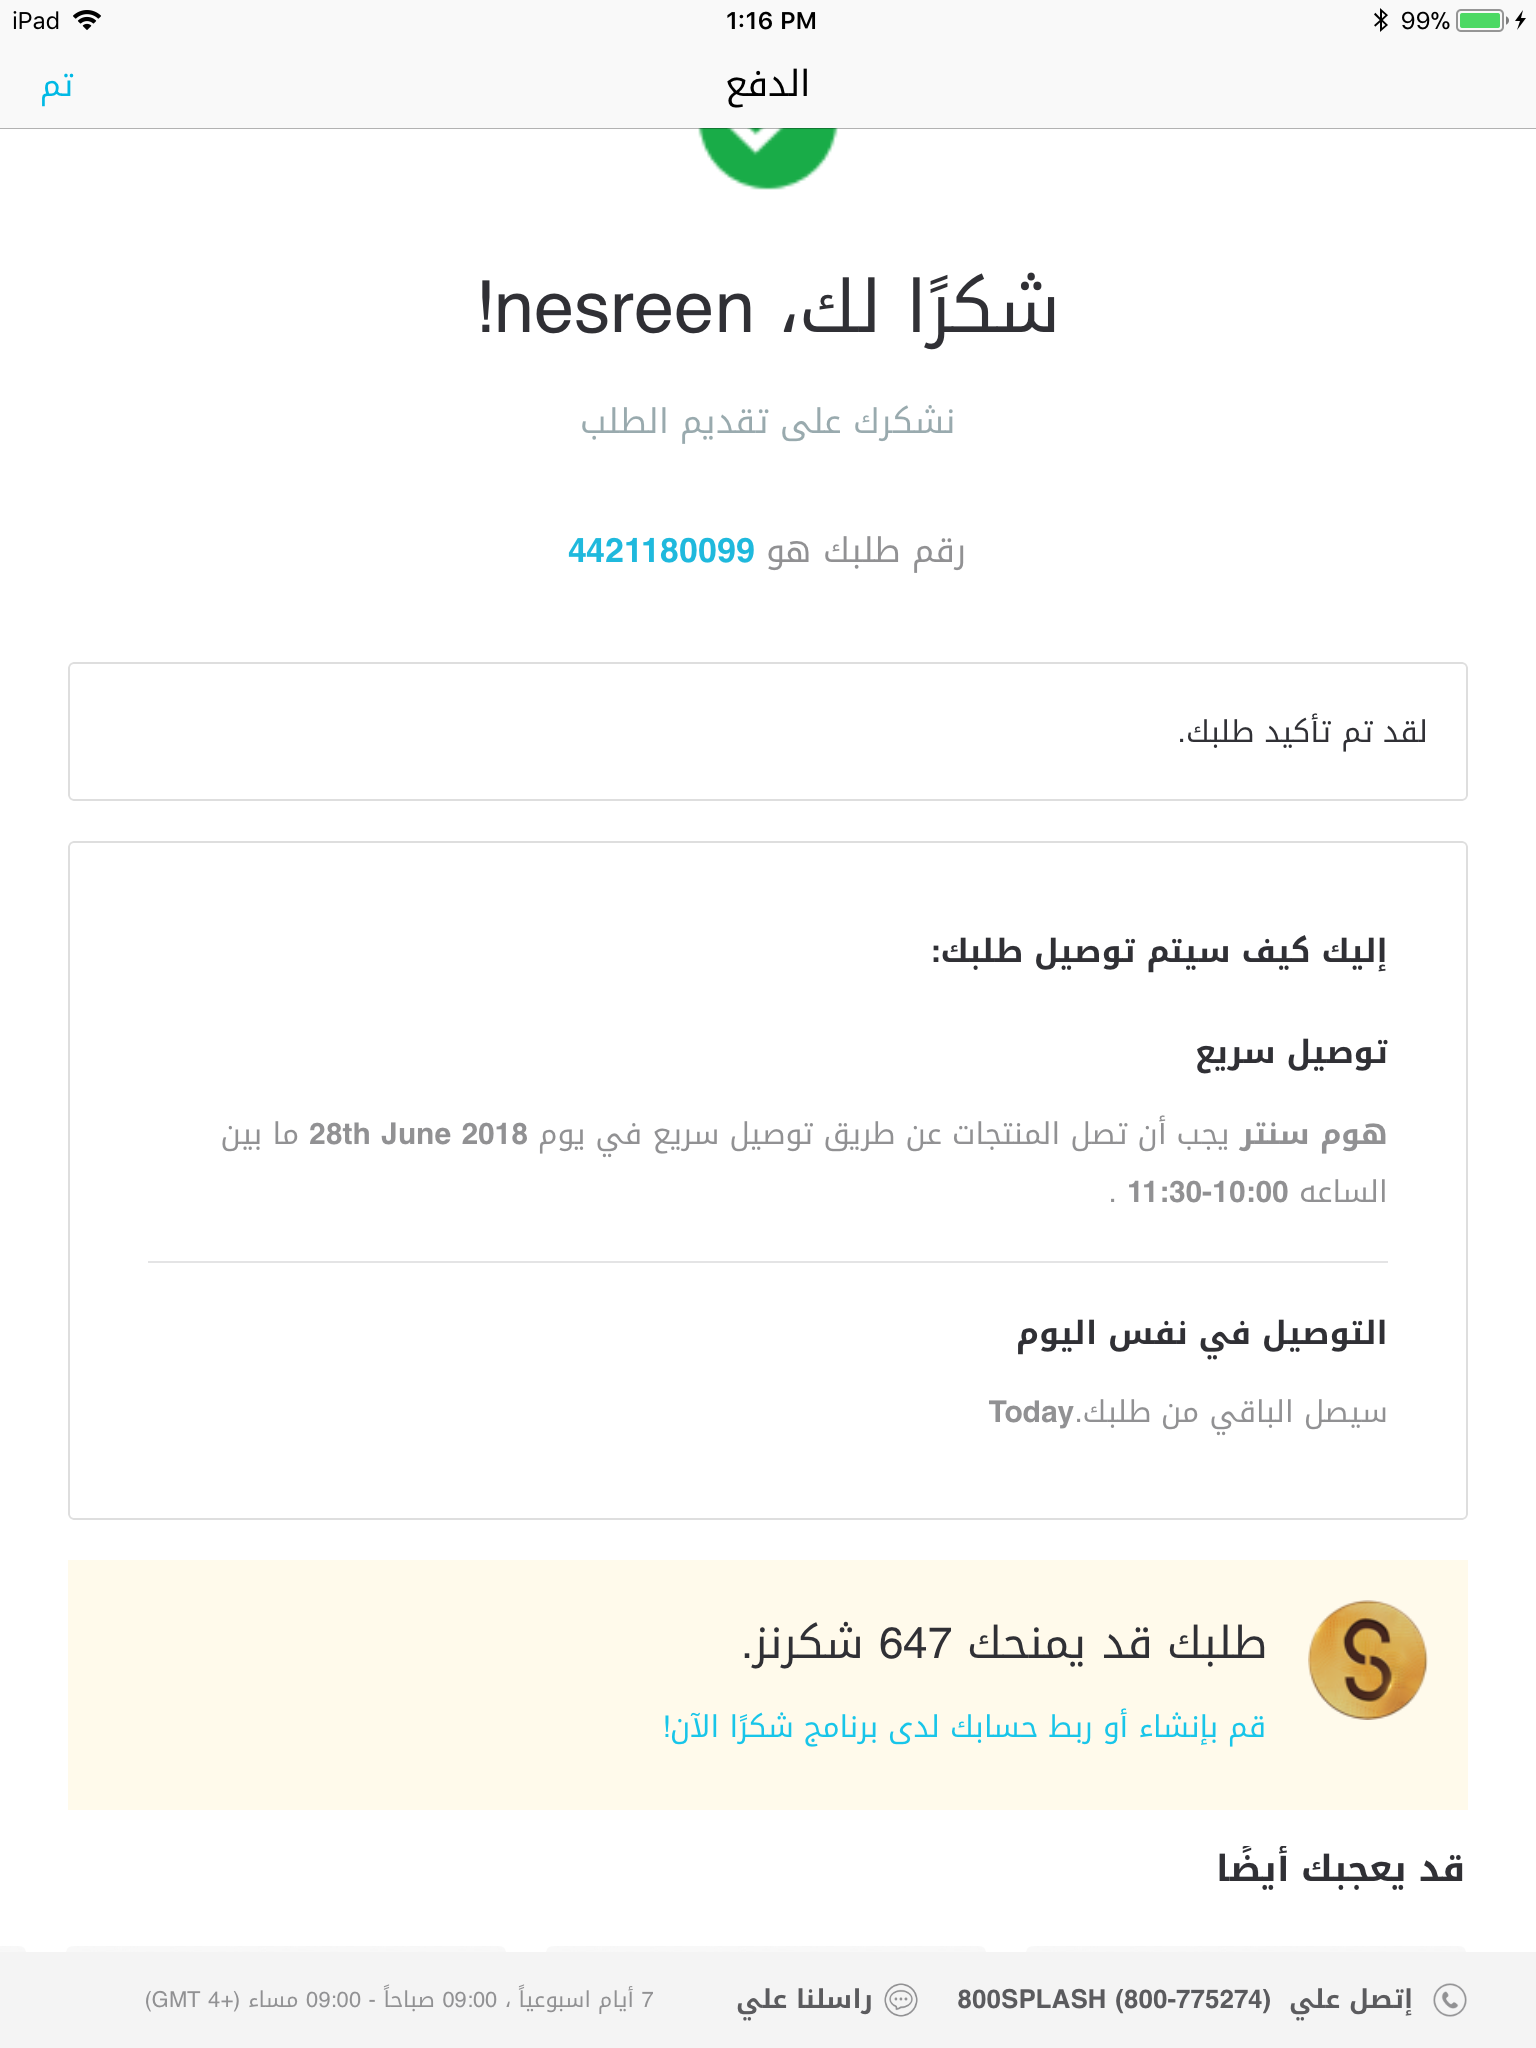 iPad
1:16 PM
99%
تم
الدفع
شكرًا لك، nesreen!
نشكرك على تقديم الطلب
رقم طلبك هو 4421180099
لقد تم تأكيد طلبك.
إليك كيف سيتم توصيل طلبك:
توصيل سريع
هوم سنتر يجب أن تصل المنتجات عن طريق توصيل سريع في يوم 28th June 2018 ما بين
الساعه 10:00-11:30 .
التوصيل في نفس اليوم
سيصل الباقي من طلبك.Today
طلبك قد يمنحك 647 شكرنز.
قم بإنشاء أو ربط حسابك لدى برنامج شكرًا الآن!
قد يعجبك أيضًا
إتصل علي 800SPLASH (800-775274)
راسلنا علي
7 أيام اسبوعياً ، 09:00 صباحاً - 09:00 مساء (GMT 4+)